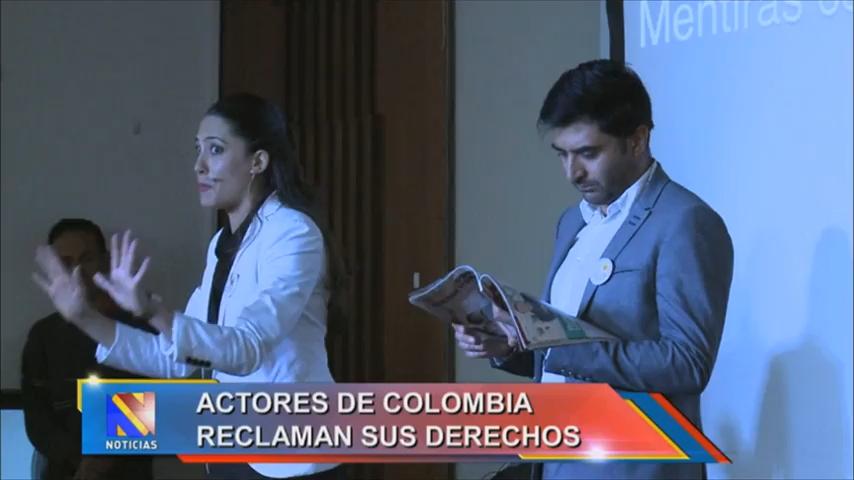 Mentiras
N
NOTICIAS
ACTORES DE COLOMBIA
RECLAMAN SUS DERECHOS